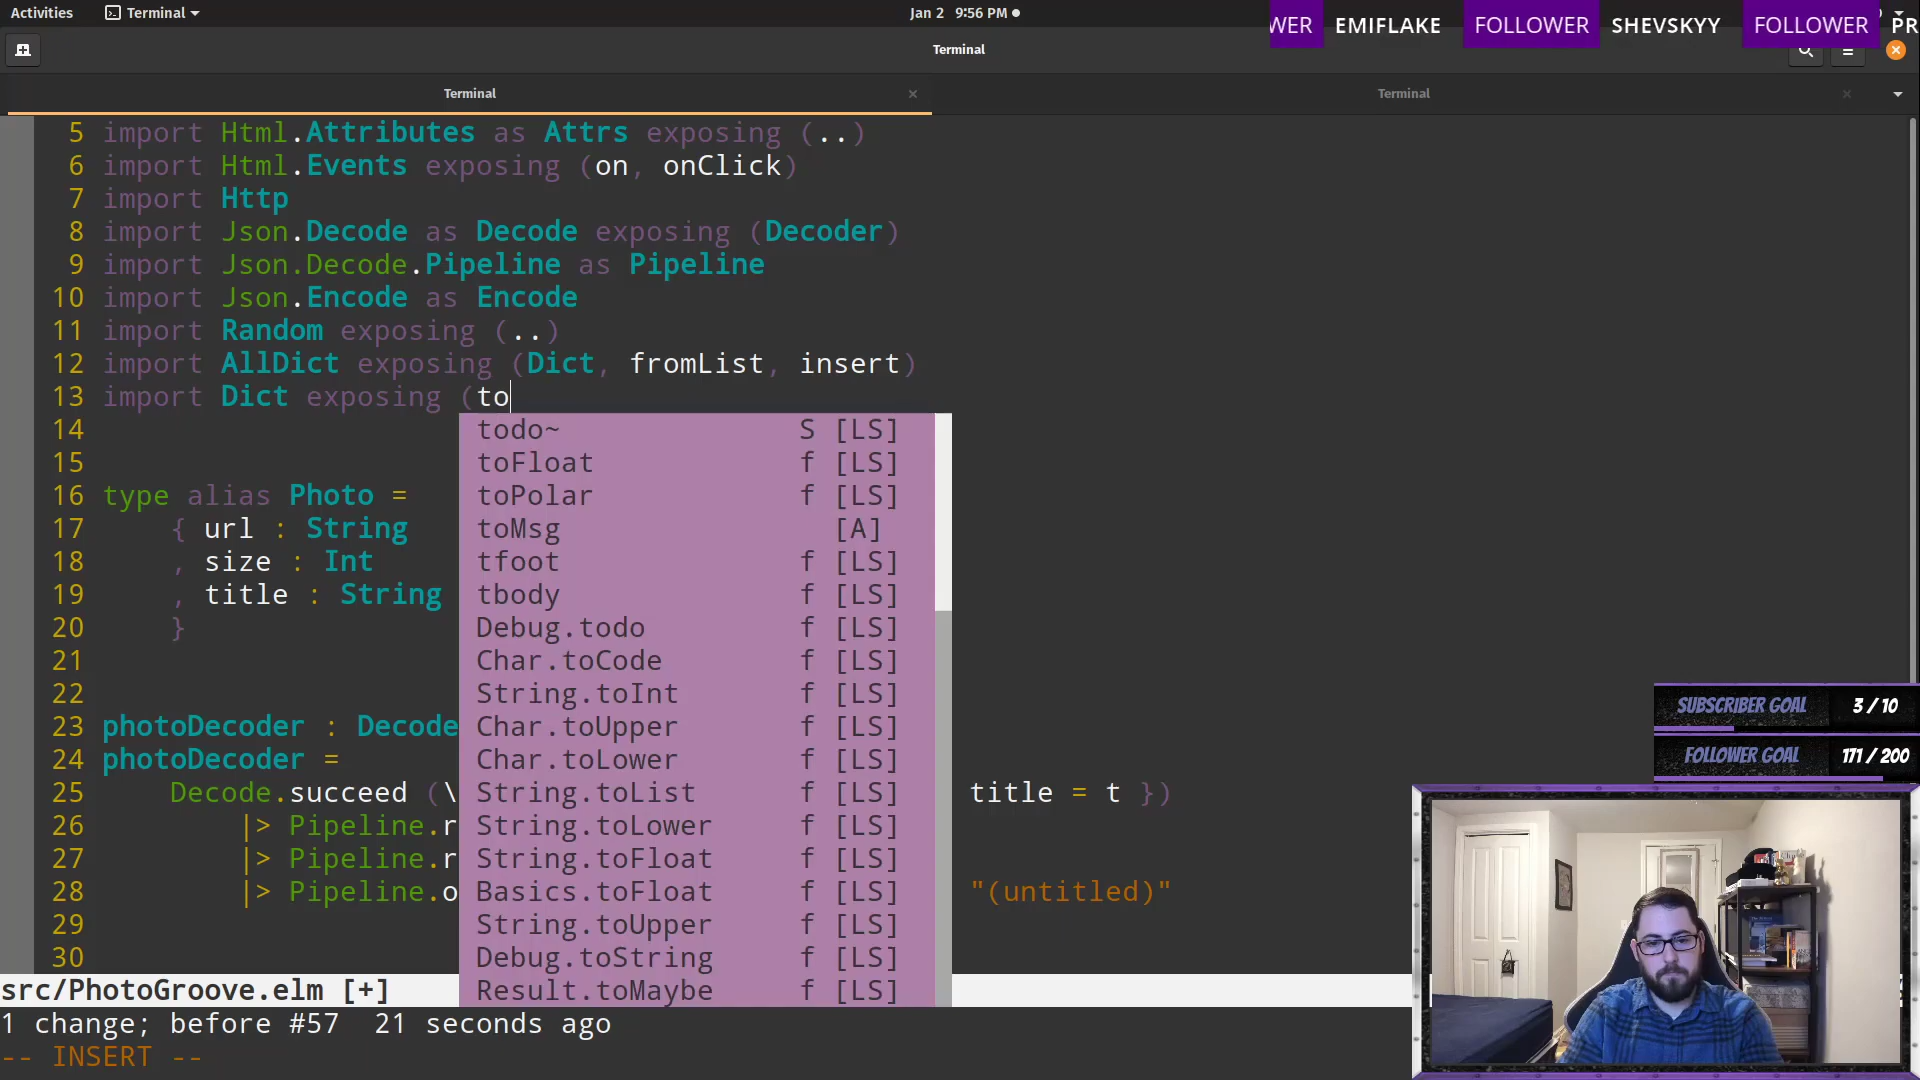 Activities
Terminal
Jan 2 9:56 PM
WER EMIFLAKE FOLLOWER SHEVSKYY FOLLOWER PR
Terminal
Terminal
Terminal
5 import Html.Attributes as Attrs exposing (..)
6 import Html.Events exposing (on, onClick)
7 import Http
8 import Json.Decode as Decode exposing (Decoder)
9 import Json.Decode.Pipeline as Pipeline
10 import Json.Encode as Encode
11 import Random exposing (..)
12 import AllDict exposing (Dict, fromList, insert)
13 import Dict exposing (to
14 todo~ S [LS]
15 toFloat f [LS]
16 type alias Photo = toPolar f [LS]
17 { url : String toMsg [A]
18 , size : Int tfoot f [LS]
19 , title : String tbody f [LS]
20 } Debug.todo f [LS]
21 Char.toCode f [LS]
22 String.toInt f [LS]
23 photoDecoder : Decode Char.toUpper f [LS]
24 photoDecoder = Char.toLower f [LS]
25 Decode.succeed (\ String.toList f [LS] title = t })
26 |> Pipeline.r String.toLower f [LS]
27 |> Pipeline.r String.toFloat f [LS]
28 |> Pipeline.o Basics.toFloat f [LS] "(untitled)"
29 String.toUpper f [LS]
30 Debug.toString f [LS]
Result.toMaybe f [LS]
src/PhotoGroove.elm [+]
1 change; before #57 21 seconds ago
-- INSERT --
SUBSCRIBER GOAL 3 / 10
FOLLOWER GOAL 171 / 200